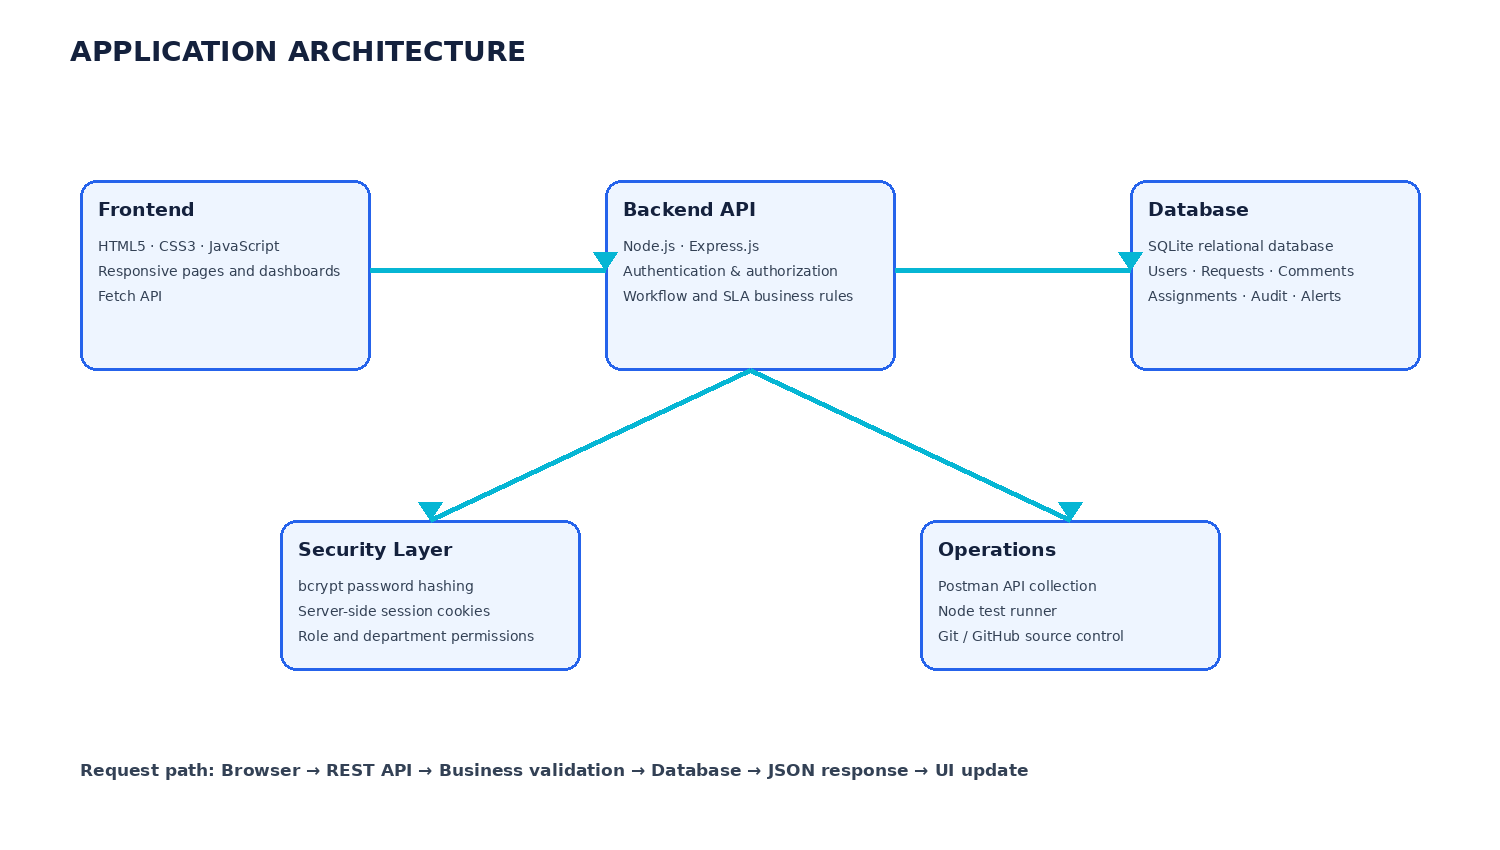 APPLICATION ARCHITECTURE
Frontend
HTML5 · CSS3 · JavaScript
Responsive pages and dashboards
Fetch API
Backend API
Node.js · Express.js
Authentication & authorization
Workflow and SLA business rules
Database
SQLite relational database
Users · Requests · Comments
Assignments · Audit · Alerts
Security Layer
bcrypt password hashing
Server-side session cookies
Role and department permissions
Operations
Postman API collection
Node test runner
Git / GitHub source control
Request path: Browser → REST API → Business validation → Database → JSON response → UI update